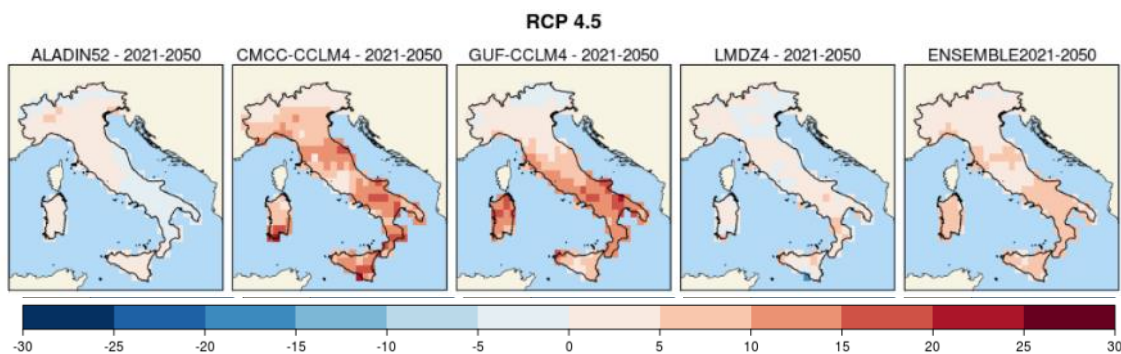 RCP 4.5
ALADIN52 - 2021-2050 CMCC-CCLM4 - 2021-2050 GUF-CCLM4 - 2021-2050 LMDZ4 - 2021-2050 ENSEMBLE2021-2050
-30 -25 -20 -15 -10 -5 0 5 10 15 20 25 30